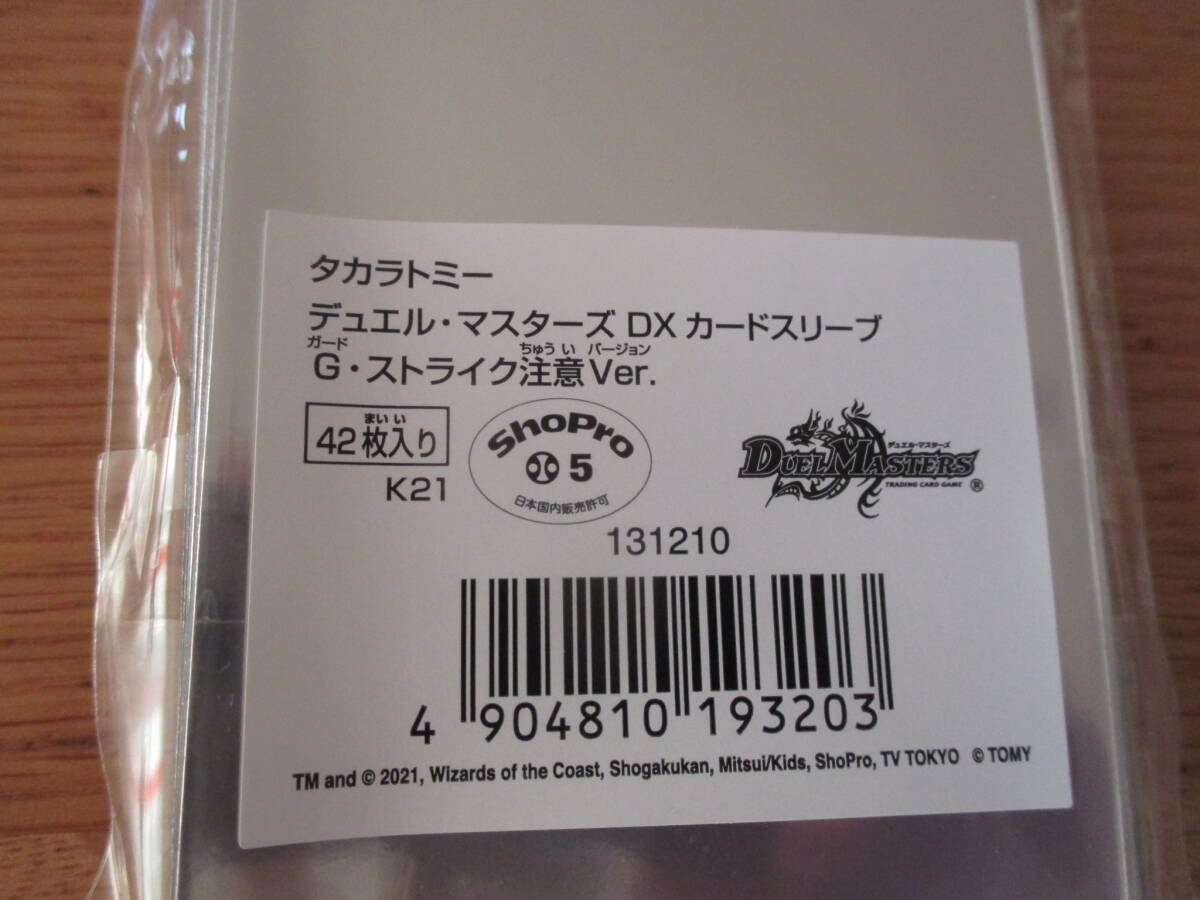 タカラトミー
デュエル・マスターズ DX カードスリーブ
ガード ちゅう い バージョン
G・ストライク注意Ver.
まい い
42枚入り
K21
ShoPro
5
日本国内販売許可
デュエル・マスターズ
DUEL MASTERS
TRADING CARD GAME ®
131210
4 904810 193203
TM and © 2021, Wizards of the Coast, Shogakukan, Mitsui/Kids, ShoPro, TV TOKYO © TOMY